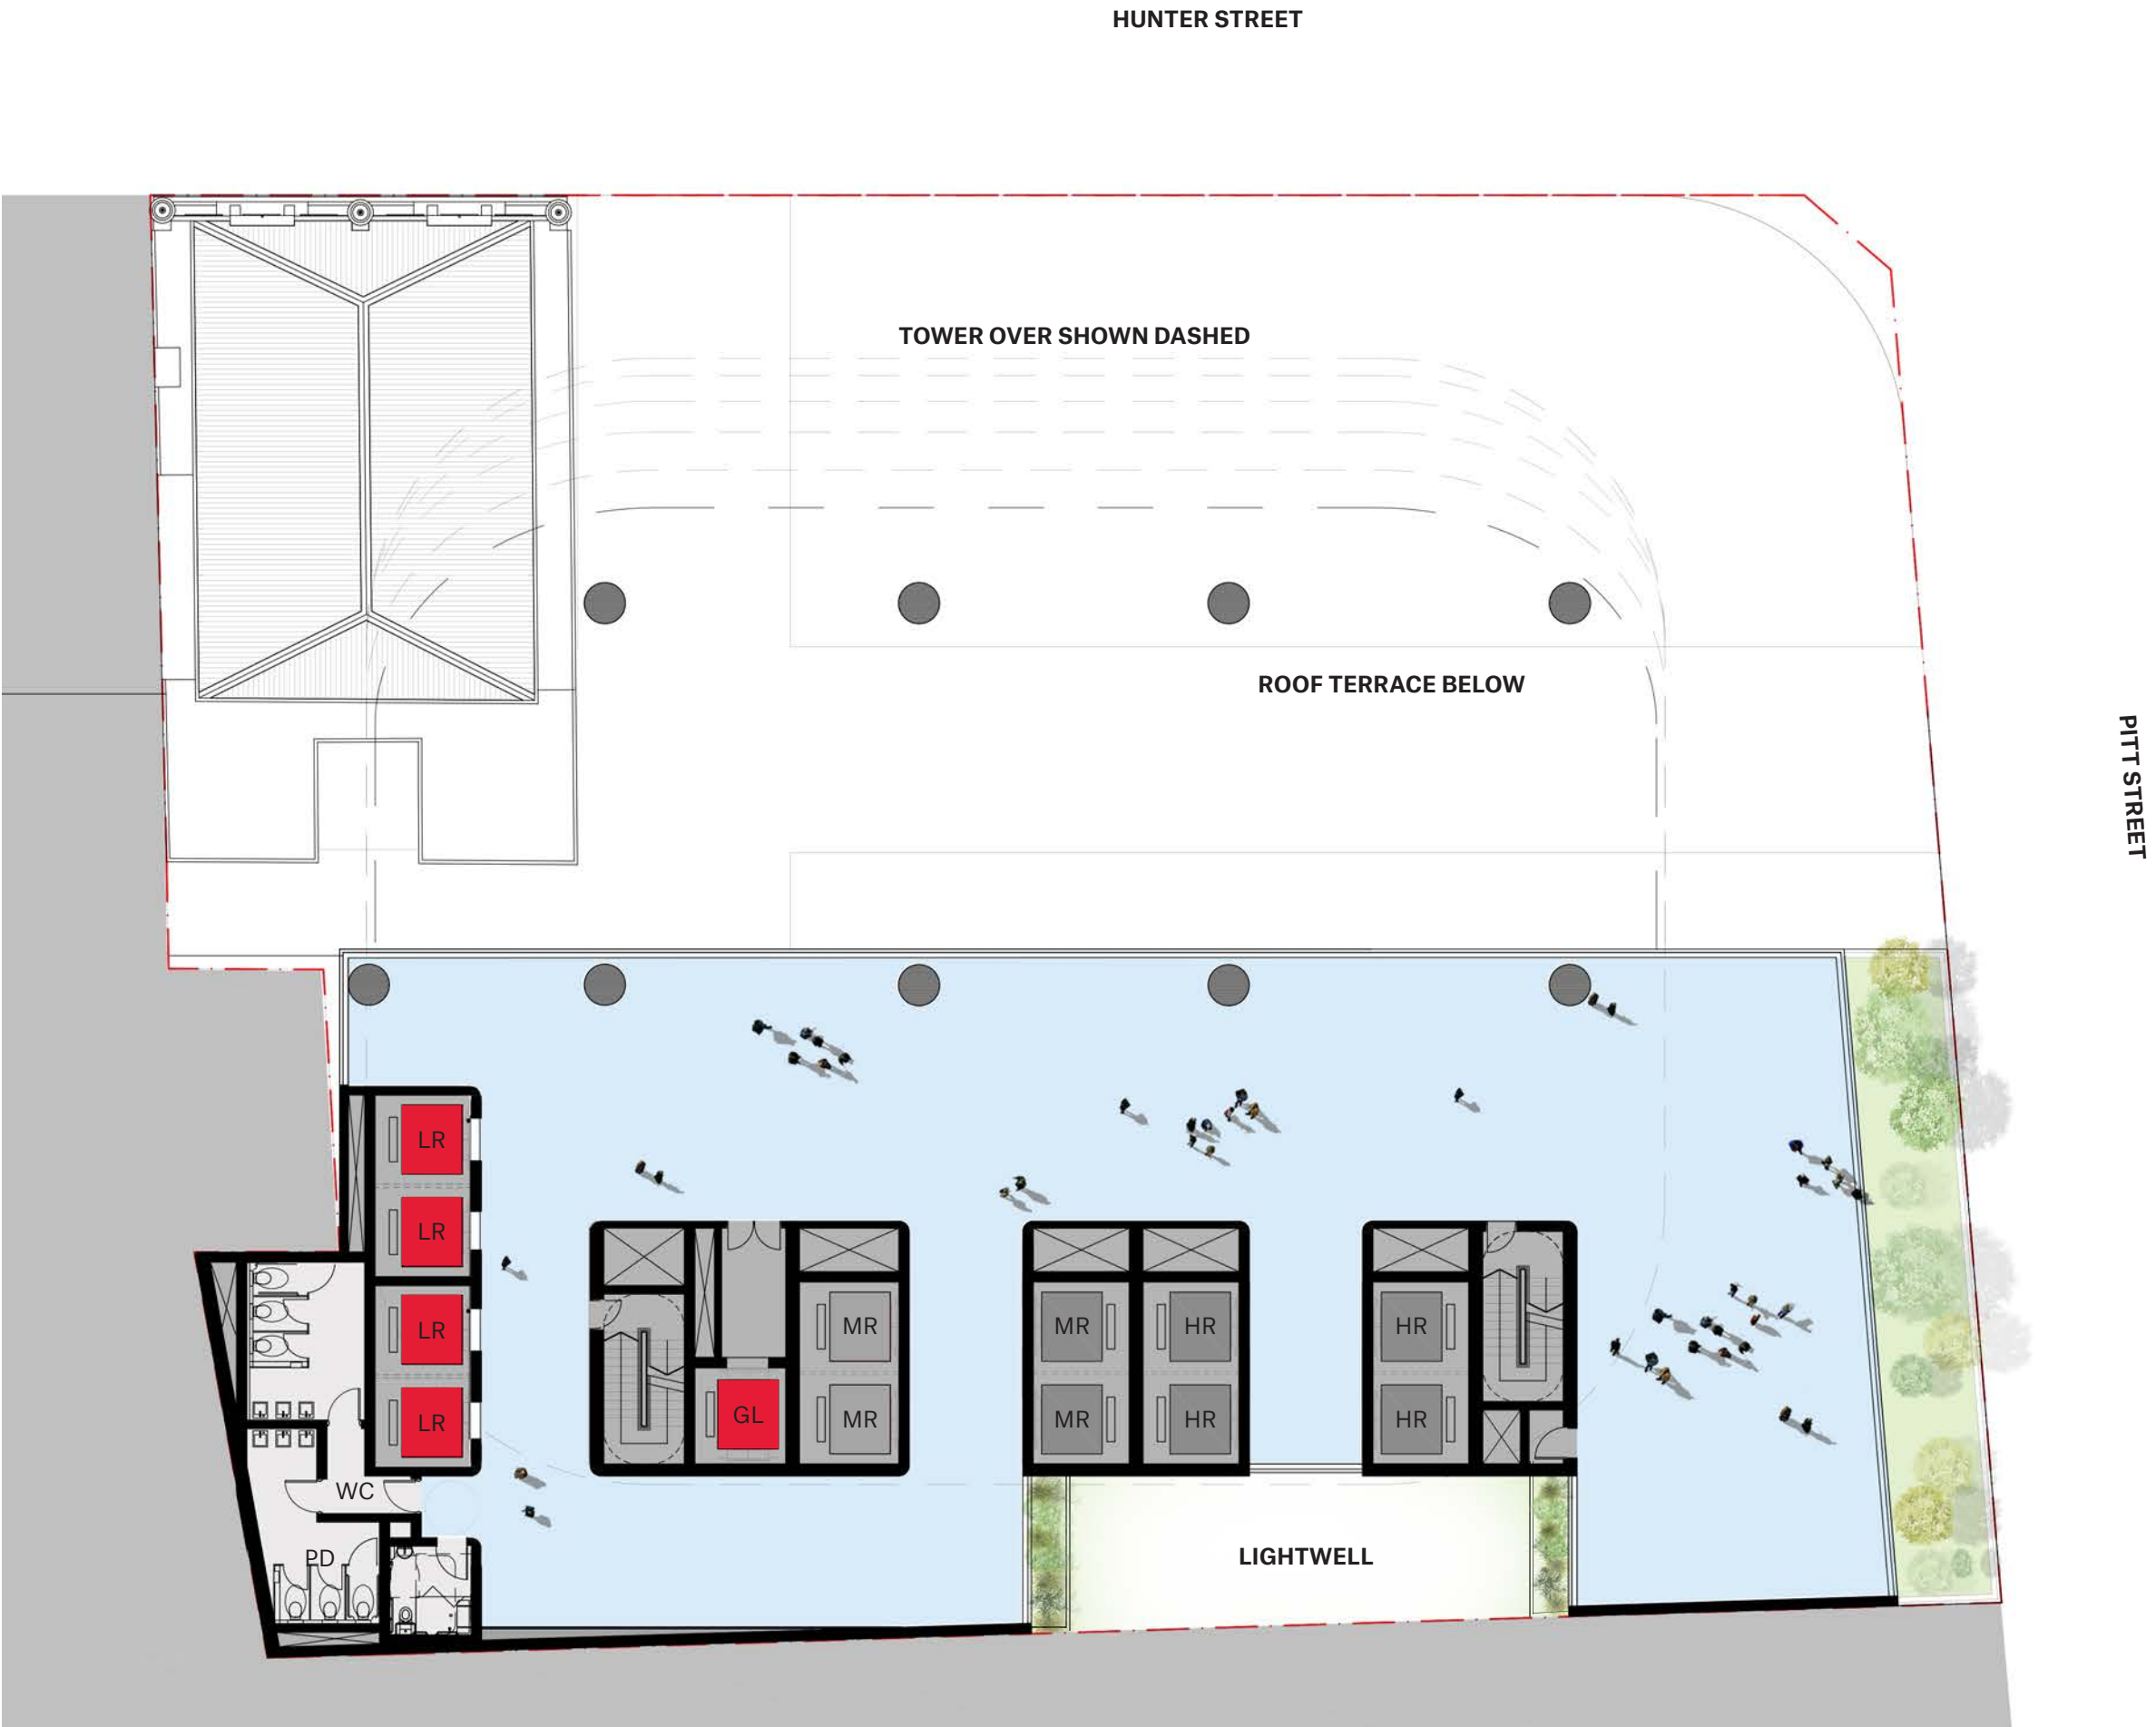 HUNTER STREET
TOWER OVER SHOWN DASHED
ROOF TERRACE BELOW
PITT STREET
LR
LR
LR
LR
GL
MR
MR
MR
MR
HR
HR
HR
HR
WC
PD
LIGHTWELL